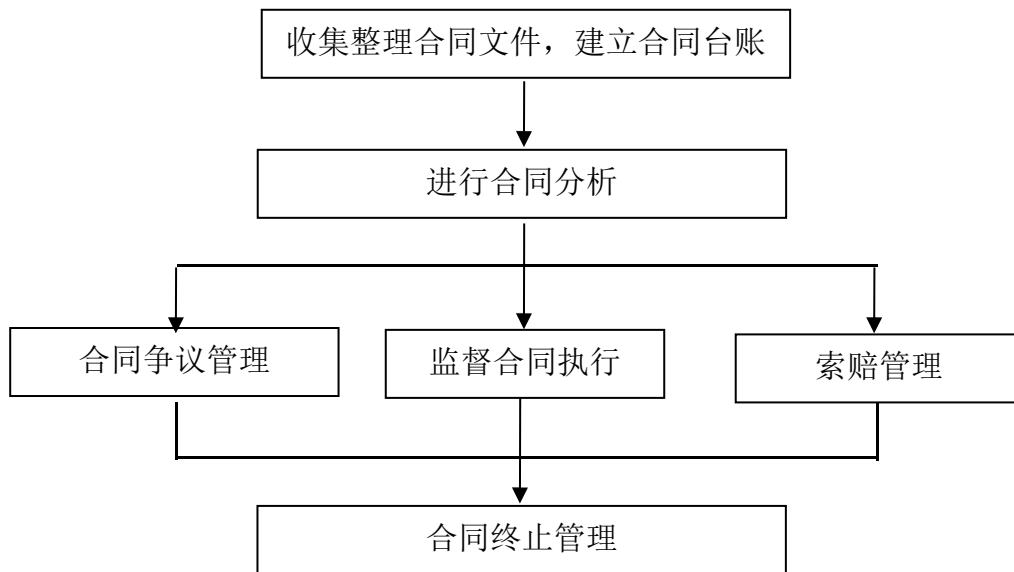 收集整理合同文件，建立合同台账
进行合同分析
合同争议管理
监督合同执行
索赔管理
合同终止管理